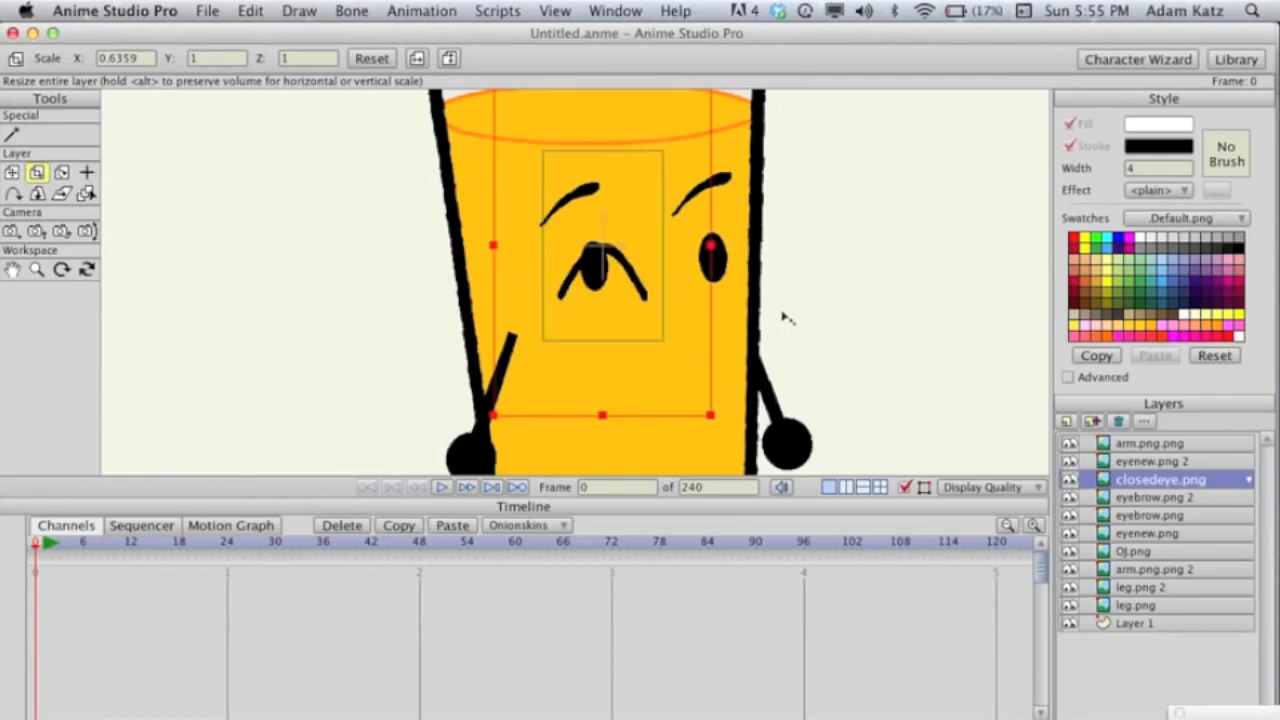 Anime Studio Pro File Edit Draw Bone Animation Scripts View Window Help 4 (17%) Sun 5:55 PM Adam Katz
Untitled.anme – Anime Studio Pro
Scale X: 0.6359 Y: 1 Z: 1 Reset Character Wizard Library
Resize entire layer (hold <alt> to preserve volume for horizontal or vertical scale) Frame: 0
Tools
Special
Layer
Camera
Workspace
Style
Fill
Stroke
No Brush
Width 4
Effect <plain>
Swatches .Default.png
Copy Paste Reset
Advanced
Layers
arm.png.png
eyenew.png 2
closedeye.png
eyebrow.png 2
eyebrow.png
eyenew.png
OJ.png
arm.png.png 2
leg.png 2
leg.png
Layer 1
Frame 0 of 240 Display Quality
Timeline
Channels Sequencer Motion Graph Delete Copy Paste Onionskins
0 6 12 18 24 30 36 42 48 54 60 66 72 78 84 90 96 102 108 114 120
0 1 2 3 4 5